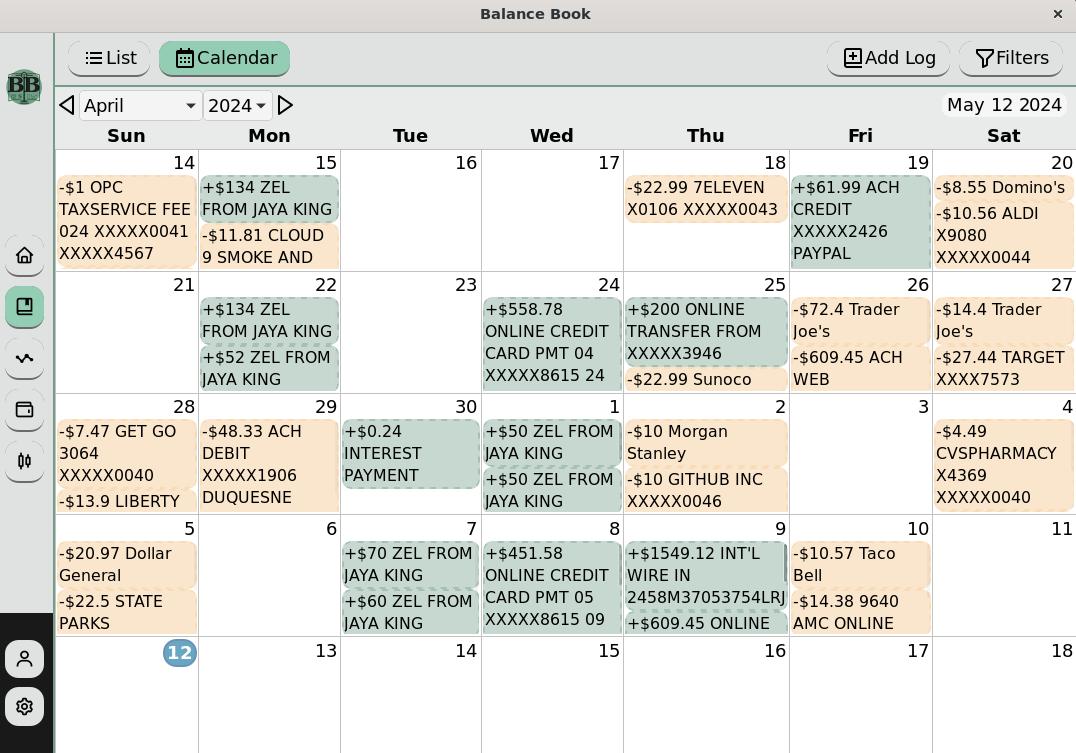 Balance Book
×
BB
List
Calendar
Add Log
Filters
April
2024
May 12 2024
Sun
Mon
Tue
Wed
Thu
Fri
Sat
14
-$1 OPC
TAXSERVICE FEE
024 XXXXX0041
XXXXX4567
15
+$134 ZEL
FROM JAYA KING
-$11.81 CLOUD
9 SMOKE AND
16
17
18
-$22.99 7ELEVEN
X0106 XXXXX0043
19
+$61.99 ACH
CREDIT
XXXXX2426
PAYPAL
20
-$8.55 Domino's
-$10.56 ALDI
X9080
XXXXX0044
21
22
+$134 ZEL
FROM JAYA KING
+$52 ZEL FROM
JAYA KING
23
24
+$558.78
ONLINE CREDIT
CARD PMT 04
XXXXX8615 24
25
+$200 ONLINE
TRANSFER FROM
XXXXX3946
-$22.99 Sunoco
26
-$72.4 Trader
Joe's
-$609.45 ACH
WEB
27
-$14.4 Trader
Joe's
-$27.44 TARGET
XXXX7573
28
-$7.47 GET GO
3064
XXXXX0040
-$13.9 LIBERTY
29
-$48.33 ACH
DEBIT
XXXXX1906
DUQUESNE
30
+$0.24
INTEREST
PAYMENT
1
+$50 ZEL FROM
JAYA KING
+$50 ZEL FROM
JAYA KING
2
-$10 Morgan
Stanley
-$10 GITHUB INC
XXXXX0046
3
4
-$4.49
CVSPHARMACY
X4369
XXXXX0040
5
-$20.97 Dollar
General
-$22.5 STATE
PARKS
6
7
+$70 ZEL FROM
JAYA KING
+$60 ZEL FROM
JAYA KING
8
+$451.58
ONLINE CREDIT
CARD PMT 05
XXXXX8615 09
9
+$1549.12 INT'L
WIRE IN
2458M37053754LRJ
+$609.45 ONLINE
10
-$10.57 Taco
Bell
-$14.38 9640
AMC ONLINE
11
12
13
14
15
16
17
18